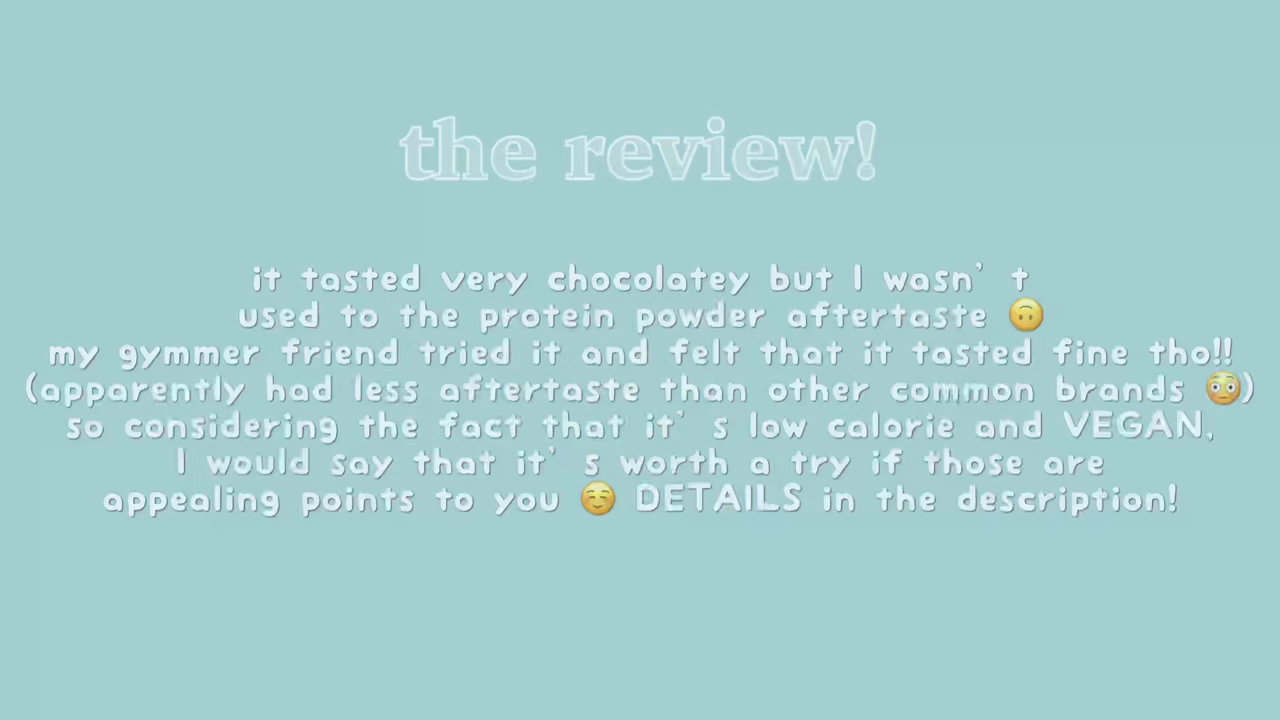 the review!
it tasted very chocolatey but I wasn't
used to the protein powder aftertaste 🙃
my gymmer friend tried it and felt that it tasted fine tho!!
(apparently had less aftertaste than other common brands 😳)
so considering the fact that it's low calorie and VEGAN,
I would say that it's worth a try if those are
appealing points to you ☺️ DETAILS in the description!